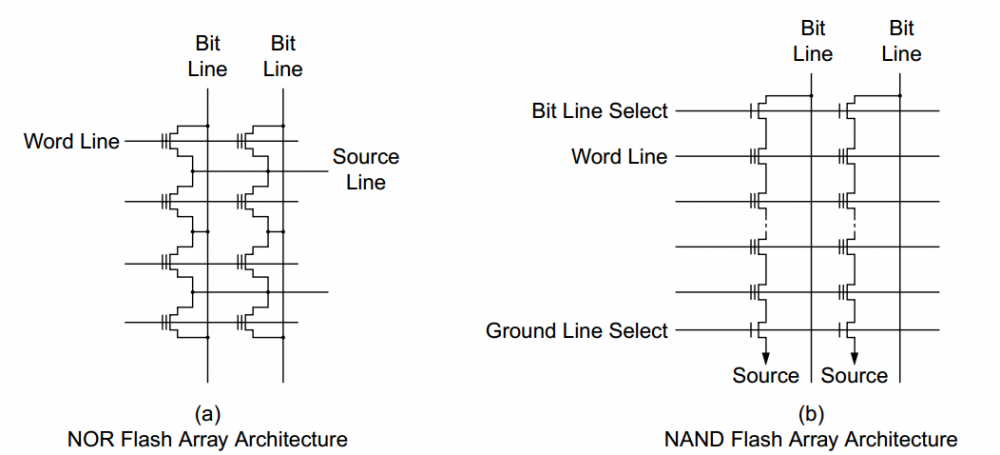 Bit
Line
Bit
Line
Word Line
Source
Line
(a)
NOR Flash Array Architecture
Bit
Line
Bit
Line
Bit Line Select
Word Line
Ground Line Select
Source
Source
(b)
NAND Flash Array Architecture